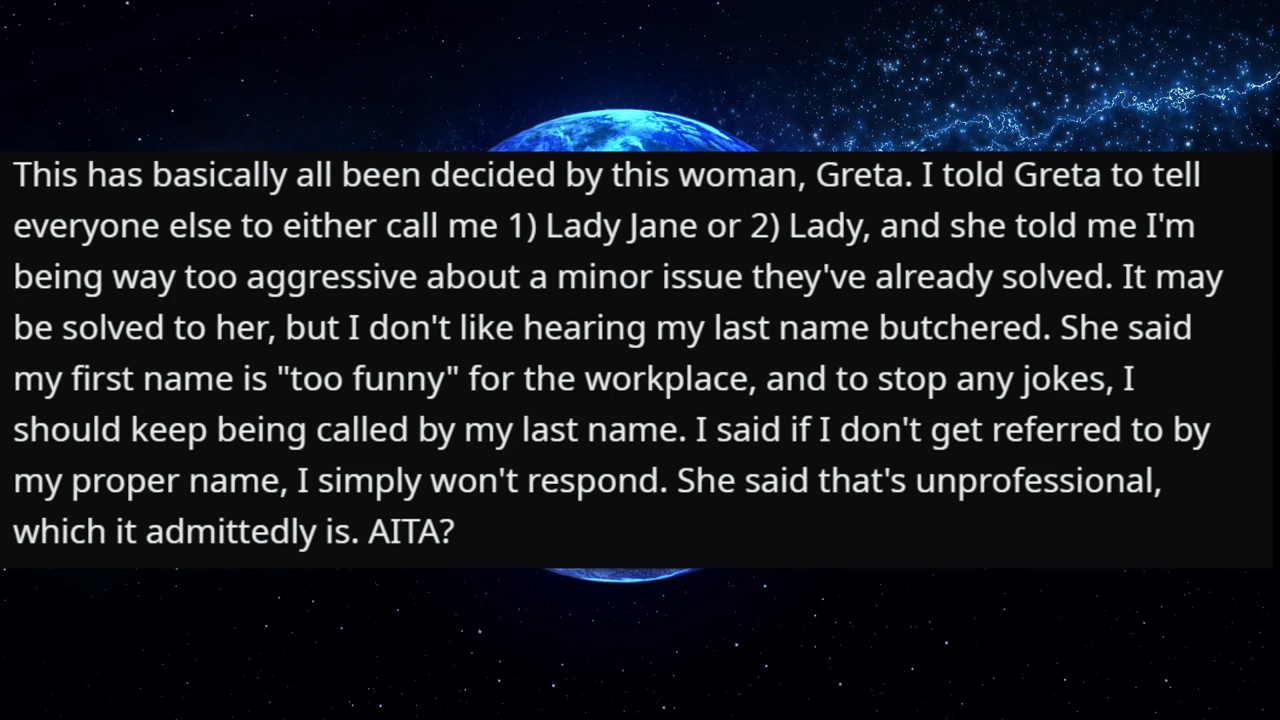 This has basically all been decided by this woman, Greta. I told Greta to tell
everyone else to either call me 1) Lady Jane or 2) Lady, and she told me I'm
being way too aggressive about a minor issue they've already solved. It may
be solved to her, but I don't like hearing my last name butchered. She said
my first name is "too funny" for the workplace, and to stop any jokes, I
should keep being called by my last name. I said if I don't get referred to by
my proper name, I simply won't respond. She said that's unprofessional,
which it admittedly is. AITA?